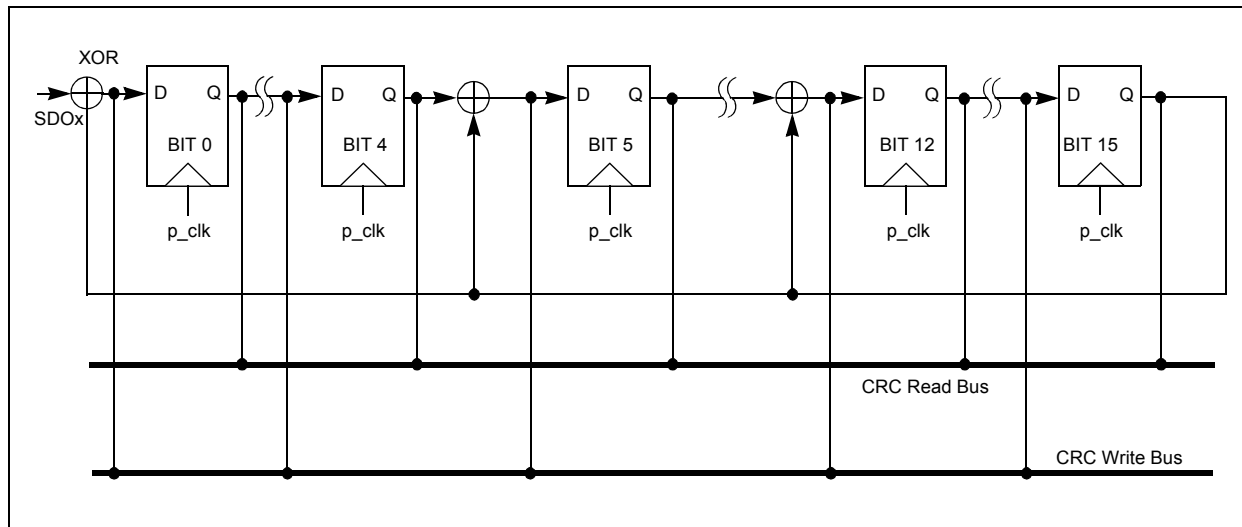 XOR
SDOx
D Q
BIT 0
p_clk
D Q
BIT 4
p_clk
D Q
BIT 5
p_clk
D Q
BIT 12
p_clk
D Q
BIT 15
p_clk
CRC Read Bus
CRC Write Bus